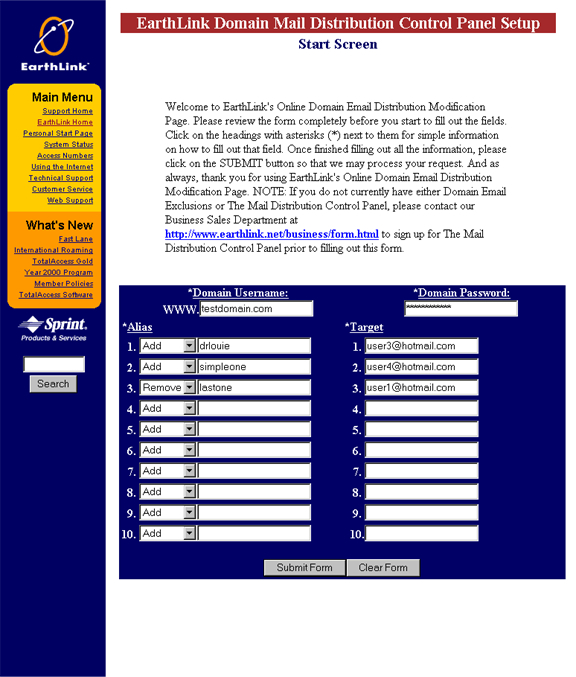 EarthLink Domain Mail Distribution Control Panel Setup
Start Screen
EarthLink™
Main Menu
Support Home
EarthLink Home
Personal Start Page
System Status
Access Numbers
Using the Internet
Technical Support
Customer Service
Web Support
What's New
Fast Lane
International Roaming
TotalAccess Gold
Year 2000 Program
Member Policies
TotalAccess Software
Sprint.
Products & Services
Search
Welcome to EarthLink's Online Domain Email Distribution Modification
Page. Please review the form completely before you start to fill out the fields.
Click on the headings with asterisks (*) next to them for simple information
on how to fill out that field. Once finished filling out all the information, please
click on the SUBMIT button so that we may process your request. And as
always, thank you for using EarthLink's Online Domain Email Distribution
Modification Page. NOTE: If you do not currently have either Domain Email
Exclusions or The Mail Distribution Control Panel, please contact our
Business Sales Department at
http://www.earthlink.net/business/form.html to sign up for The Mail
Distribution Control Panel prior to filling out this form.
*Domain Username: *Domain Password:
WWW. testdomain.com ************
*Alias *Target
1. Add drlouie 1. user3@hotmail.com
2. Add simpleone 2. user4@hotmail.com
3. Remove lastone 3. user1@hotmail.com
4. Add 4.
5. Add 5.
6. Add 6.
7. Add 7.
8. Add 8.
9. Add 9.
10. Add 10.
Submit Form Clear Form